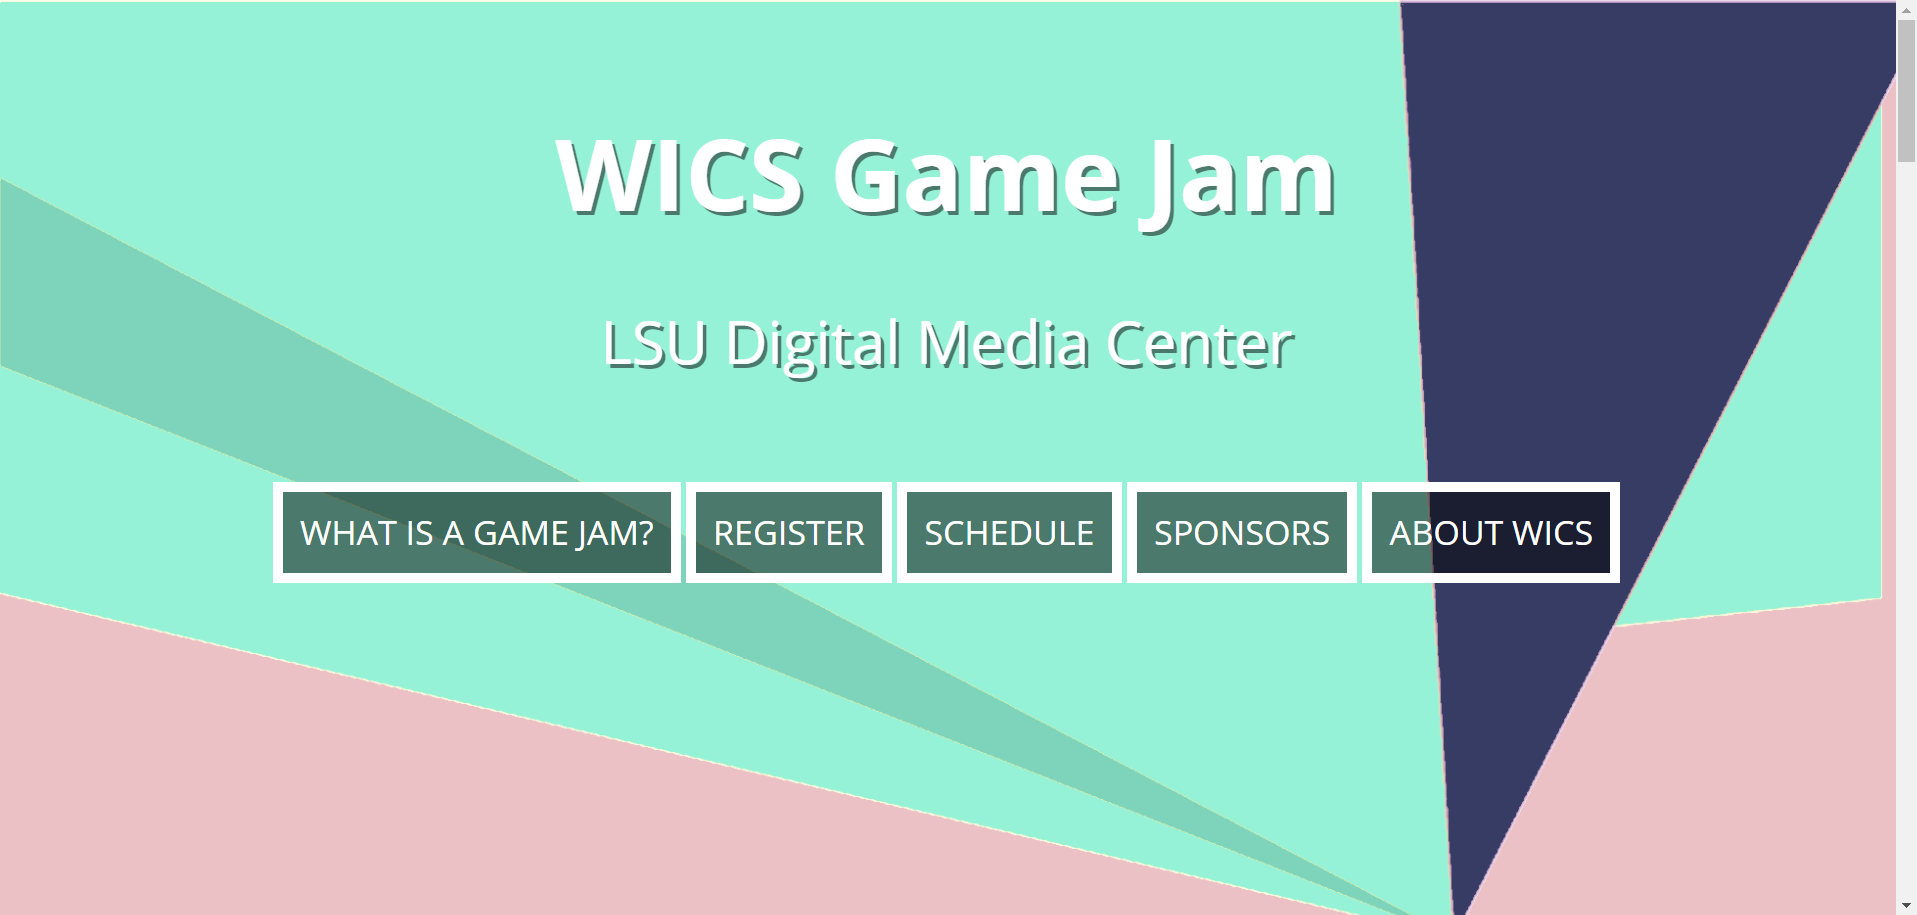 WICS Game Jam
LSU Digital Media Center
WHAT IS A GAME JAM? REGISTER SCHEDULE SPONSORS ABOUT WICS